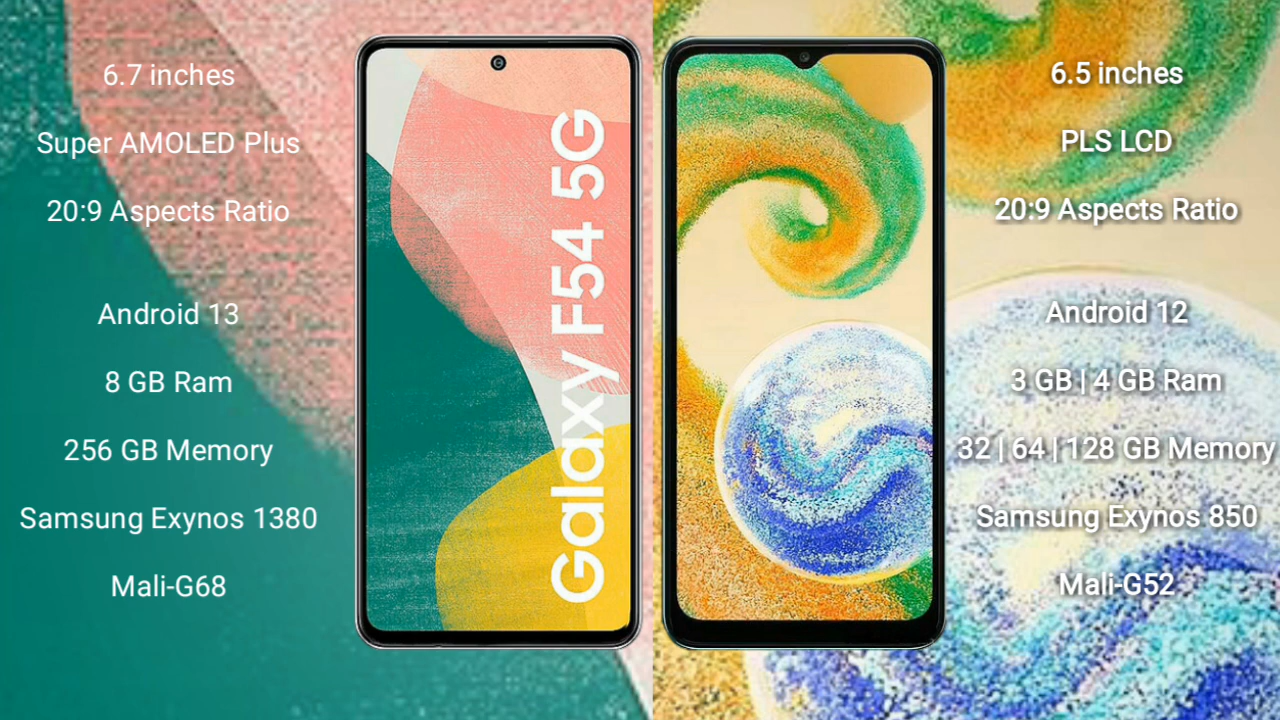 6.7 inches
Super AMOLED Plus
20:9 Aspects Ratio
Android 13
8 GB Ram
256 GB Memory
Samsung Exynos 1380
Mali-G68
Galaxy F54 5G
6.5 inches
PLS LCD
20:9 Aspects Ratio
Android 12
3 GB | 4 GB Ram
32 | 64 | 128 GB Memory
Samsung Exynos 850
Mali-G52